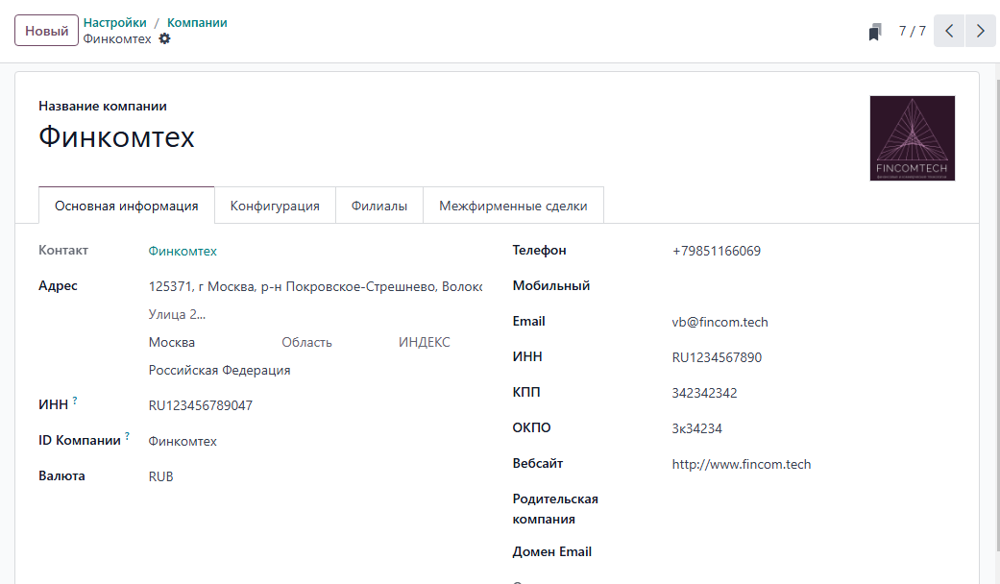 Новый
Настройки / Компании
Финкомтех
7 / 7
Название компании
Финкомтех
FINCOMTECH
Основная информация
Конфигурация
Филиалы
Межфирменные сделки
Контакт
Финкомтех
Адрес
125371, г Москва, р-н Покровское-Стрешнево, Волоко
Улица 2...
Москва Область ИНДЕКС
Российская Федерация
ИНН ?
RU123456789047
ID Компании ?
Финкомтех
Валюта
RUB
Телефон
+79851166069
Мобильный
Email
vb@fincom.tech
ИНН
RU1234567890
КПП
342342342
ОКПО
3к34234
Вебсайт
http://www.fincom.tech
Родительская
компания
Домен Email